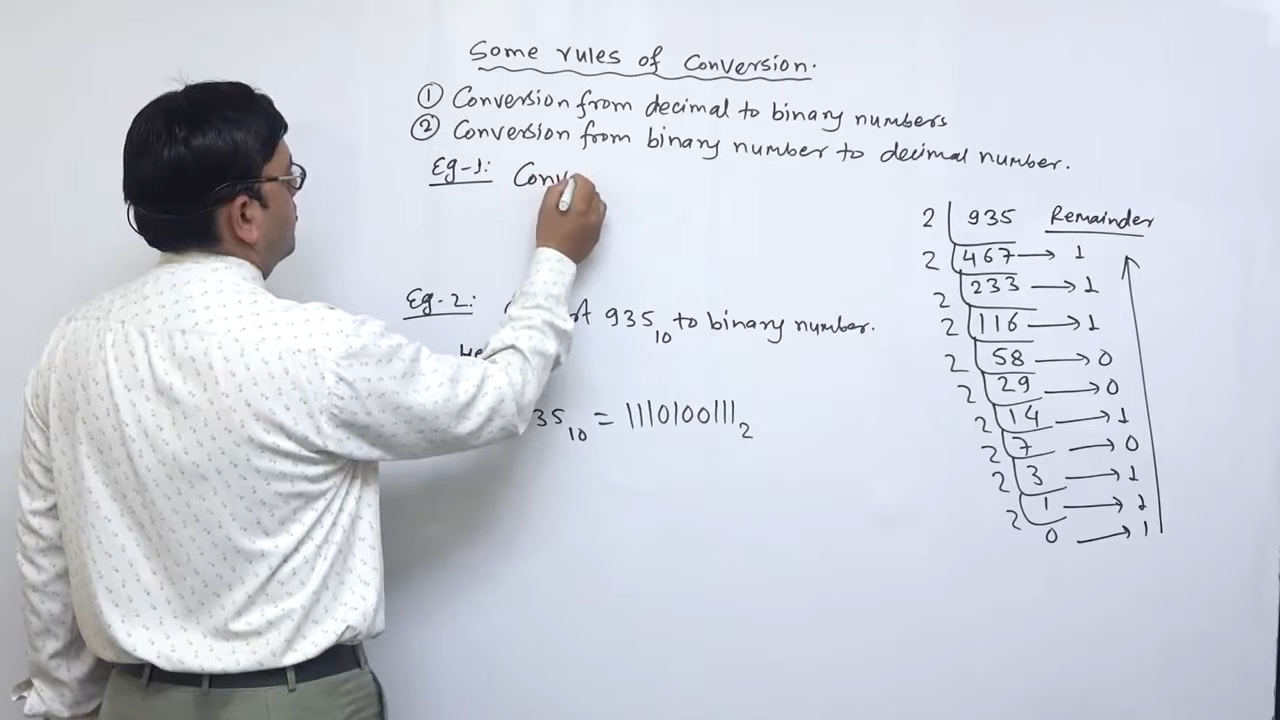 Some rules of conversion.
① Conversion from decimal to binary numbers
② Conversion from binary number to decimal number.
Eg-1: Conv
Eg-2: 935₁₀ to binary number.
He
35₁₀ = 1110100111₂
2 935 Remainder
2 467 → 1
2 233 → 1
2 116 → 1
2 58 → 0
2 29 → 0
2 14 → 1
2 7 → 0
2 3 → 1
2 1 → 1
0 → 1